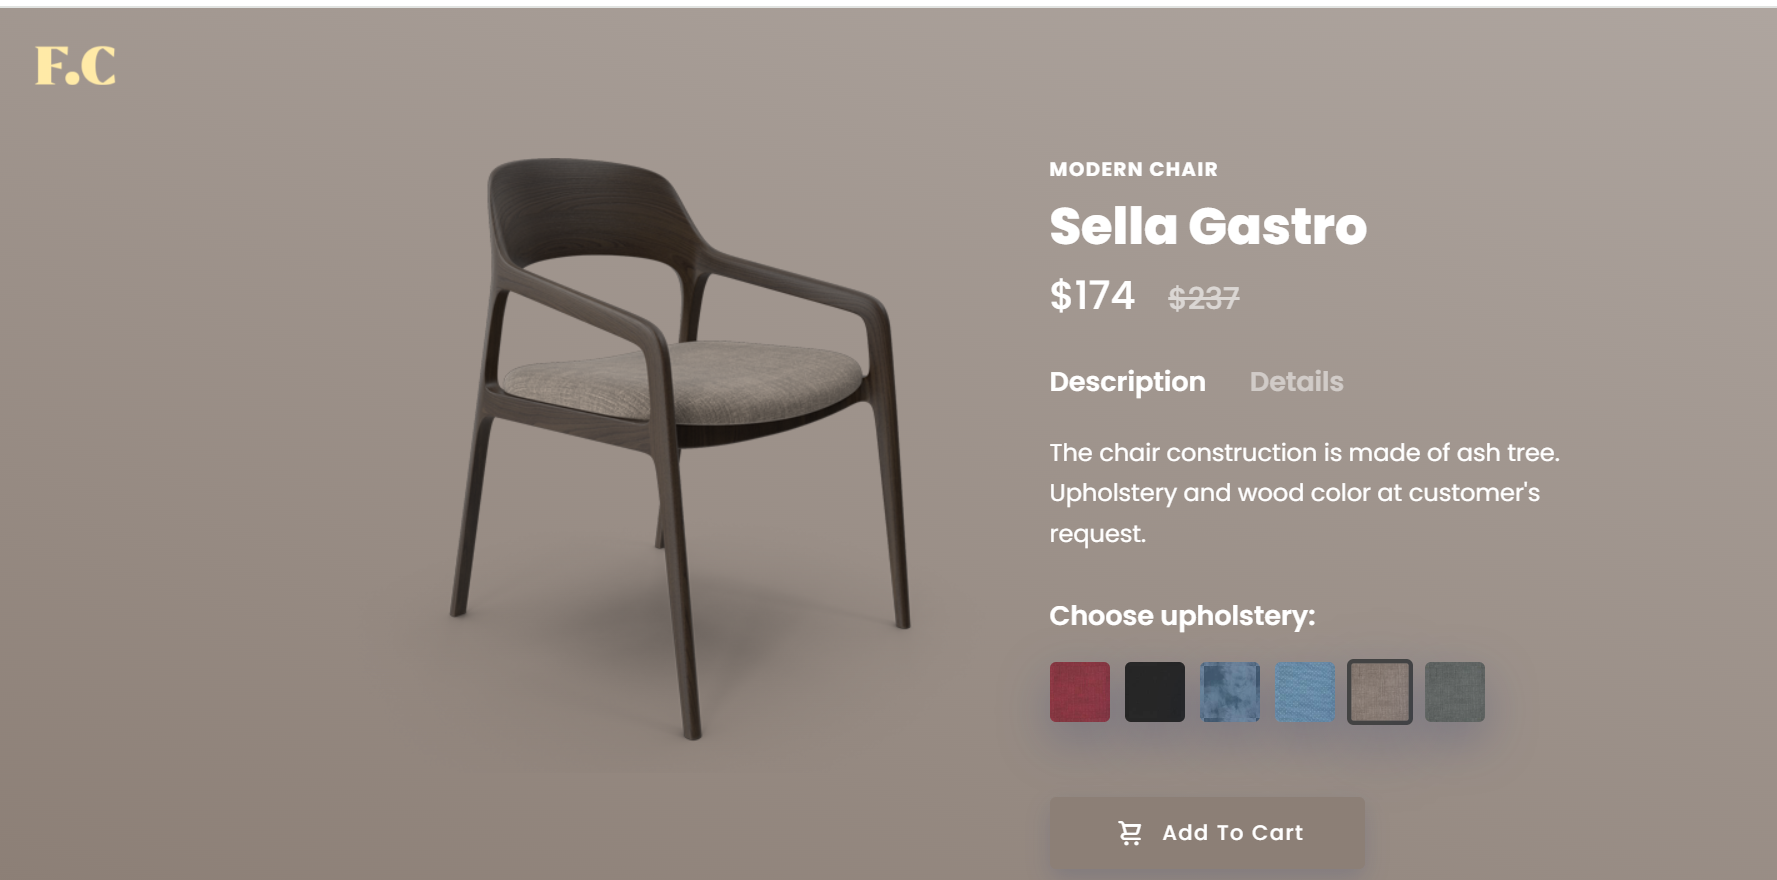 F.C
MODERN CHAIR
Sella Gastro
$174 $237
Description Details
The chair construction is made of ash tree.
Upholstery and wood color at customer's
request.
Choose upholstery:
Add To Cart